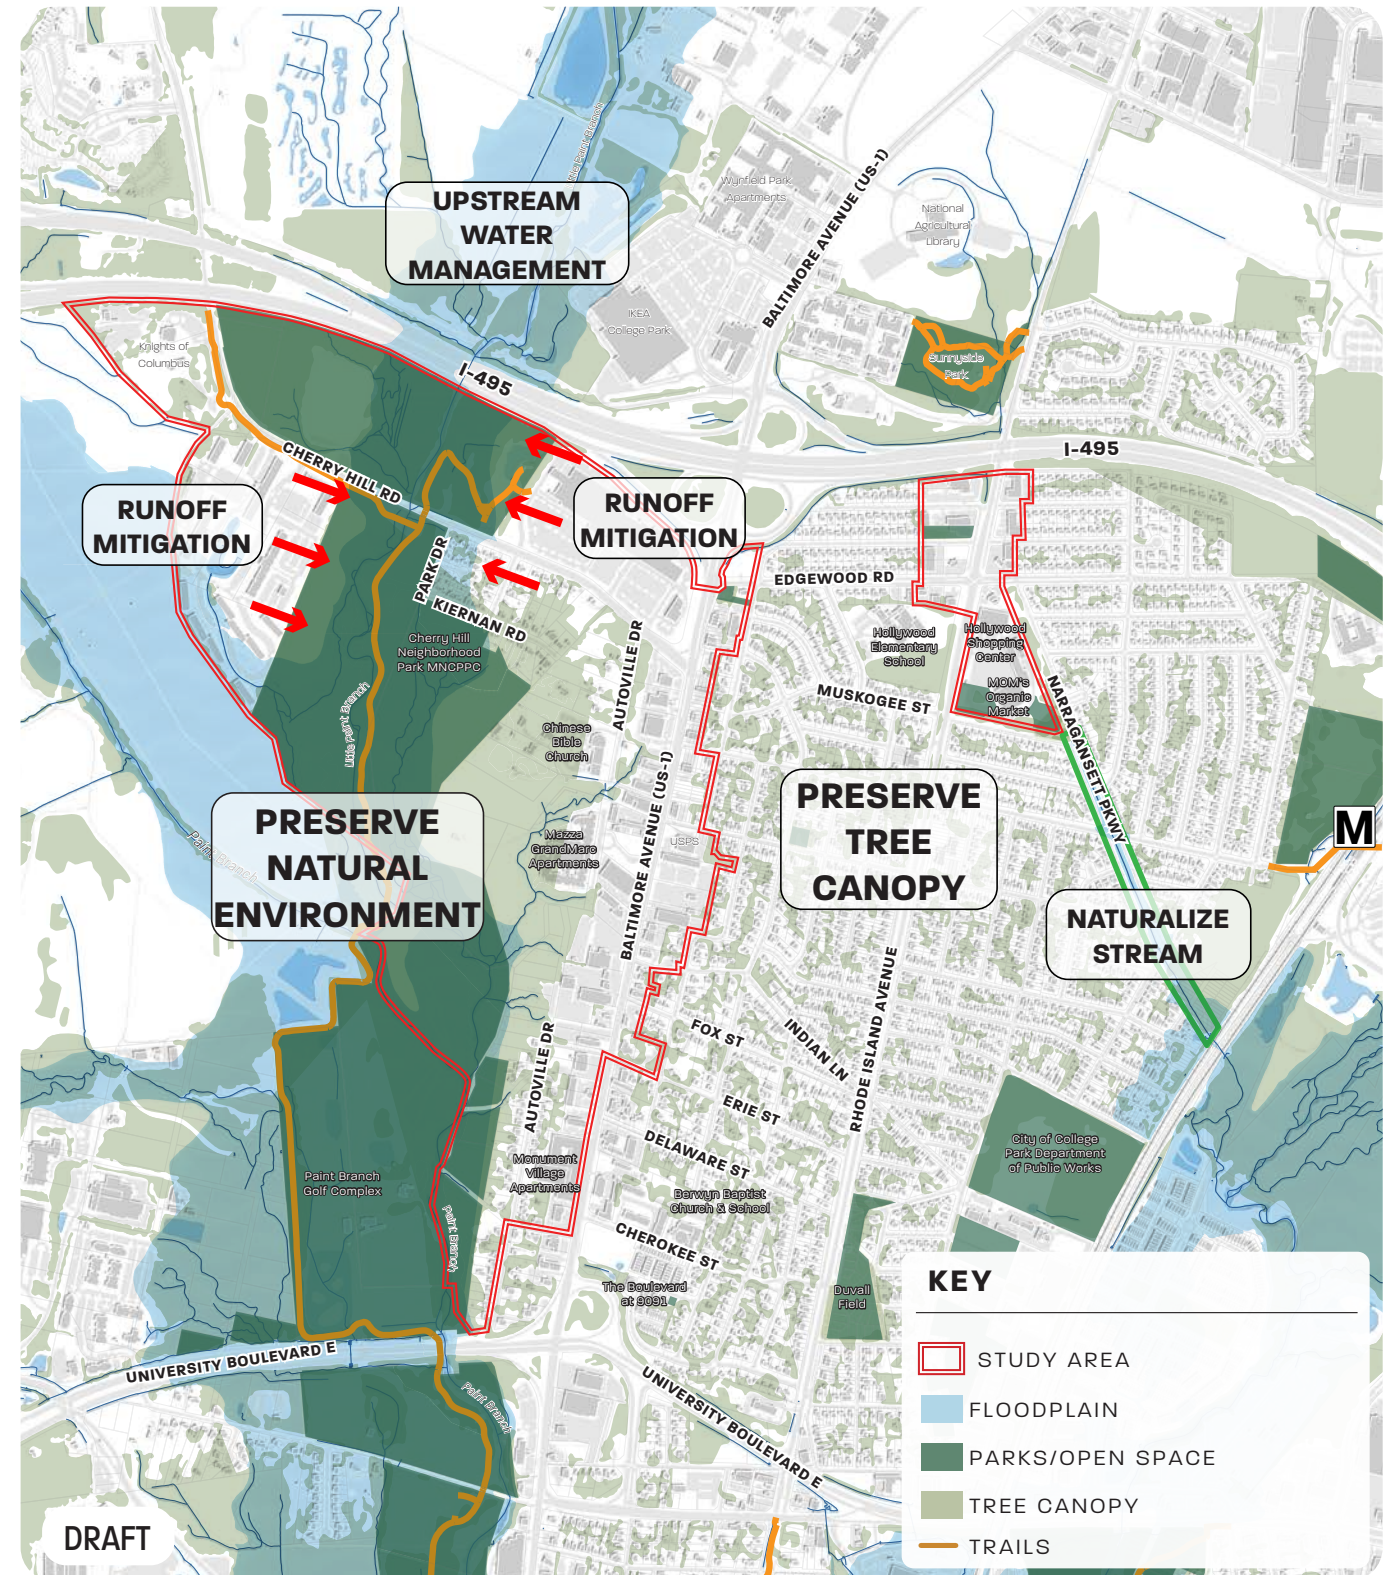 Little Paint Branch
UPSTREAM
WATER
MANAGEMENT
Wynfield Park
Apartments
BALTIMORE AVENUE (US-1)
National
Agricultural
Library
IKEA
College Park
Knights of
Columbus
Sunnyside
Park
I-495
I-495
CHERRY HILL RD
RUNOFF
MITIGATION
RUNOFF
MITIGATION
PARK DR
KIERNAN RD
EDGEWOOD RD
Cherry Hill
Neighborhood
Park MNCPPC
Hollywood
Elementary
School
Hollywood
Shopping
Center
MOM's
Organic
Market
AUTOVILLE DR
MUSKOGEE ST
NARRAGANSETT PKWY
Little Paint Branch
Chinese
Bible
Church
BALTIMORE AVENUE (US-1)
PRESERVE
NATURAL
ENVIRONMENT
Paint Branch
Mazza
GrandMarc
Apartments
USPS
PRESERVE
TREE
CANOPY
M
NATURALIZE
STREAM
RHODE ISLAND AVENUE
FOX ST
INDIAN LN
AUTOVILLE DR
ERIE ST
DELAWARE ST
City of College
Park Department
of Public Works
Monument
Village
Apartments
Paint Branch
Golf Complex
Berwyn Baptist
Church & School
Paint Branch
CHEROKEE ST
The Boulevard
at 9091
Duvall
Field
UNIVERSITY BOULEVARD E
UNIVERSITY BOULEVARD E
Paint Branch
KEY
STUDY AREA
FLOODPLAIN
PARKS/OPEN SPACE
TREE CANOPY
TRAILS
DRAFT